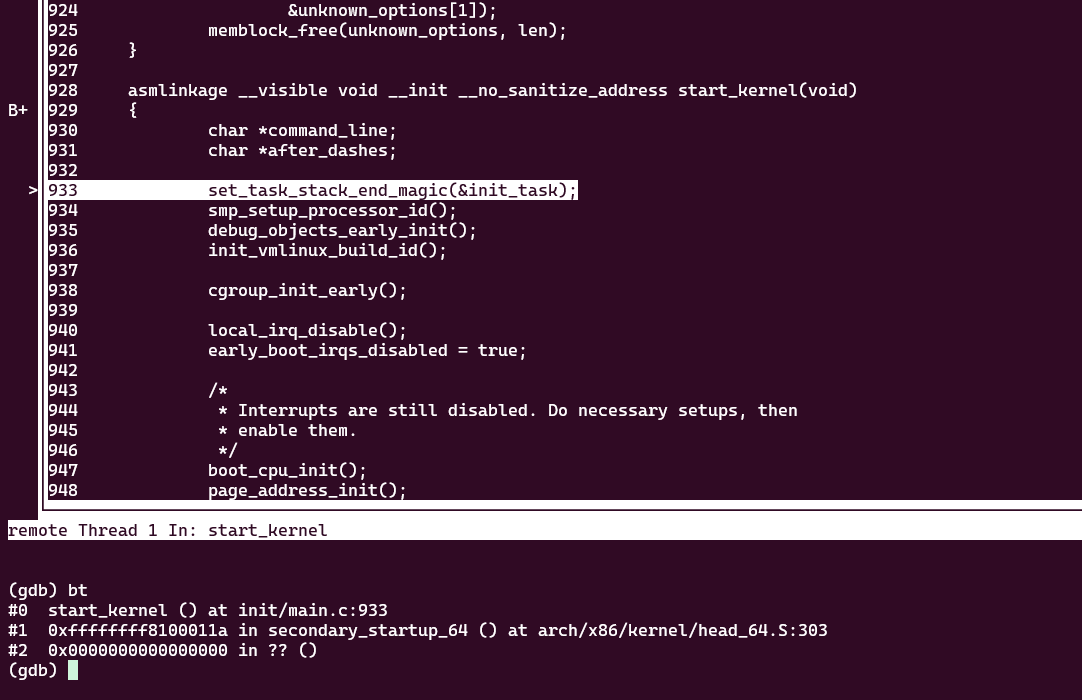 924                     &unknown_options[1]);
925             memblock_free(unknown_options, len);
926     }
927
928     asmlinkage __visible void __init __no_sanitize_address start_kernel(void)
B+ 929     {
930             char *command_line;
931             char *after_dashes;
932
> 933             set_task_stack_end_magic(&init_task);
934             smp_setup_processor_id();
935             debug_objects_early_init();
936             init_vmlinux_build_id();
937
938             cgroup_init_early();
939
940             local_irq_disable();
941             early_boot_irqs_disabled = true;
942
943             /*
944              * Interrupts are still disabled. Do necessary setups, then
945              * enable them.
946              */
947             boot_cpu_init();
948             page_address_init();
remote Thread 1 In: start_kernel
(gdb) bt
#0  start_kernel () at init/main.c:933
#1  0xffffffff8100011a in secondary_startup_64 () at arch/x86/kernel/head_64.S:303
#2  0x0000000000000000 in ?? ()
(gdb)